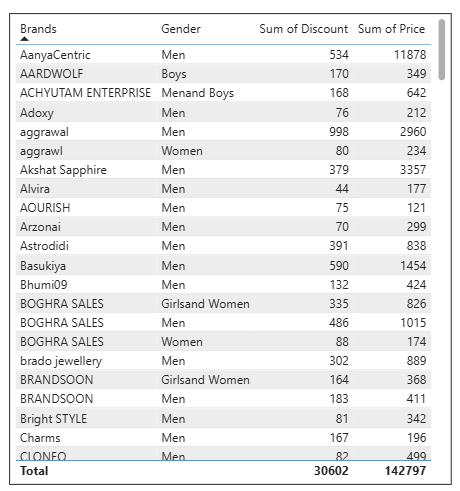 Brands Gender Sum of Discount Sum of Price
AanyaCentric Men 534 11878
AARDWOLF Boys 170 349
ACHYUTAM ENTERPRISE Menand Boys 168 642
Adoxy Men 76 212
aggrawal Men 998 2960
aggrawl Women 80 234
Akshat Sapphire Men 379 3357
Alvira Men 44 177
AOURISH Men 75 121
Arzonai Men 70 299
Astrodidi Men 391 838
Basukiya Men 590 1454
Bhumi09 Men 132 424
BOGHRA SALES Girlsand Women 335 826
BOGHRA SALES Men 486 1015
BOGHRA SALES Women 88 174
brado jewellery Men 302 889
BRANDSOON Girlsand Women 164 368
BRANDSOON Men 183 411
Bright STYLE Men 81 342
Charms Men 167 196
CLONEO Men 82 499
Total 30602 142797